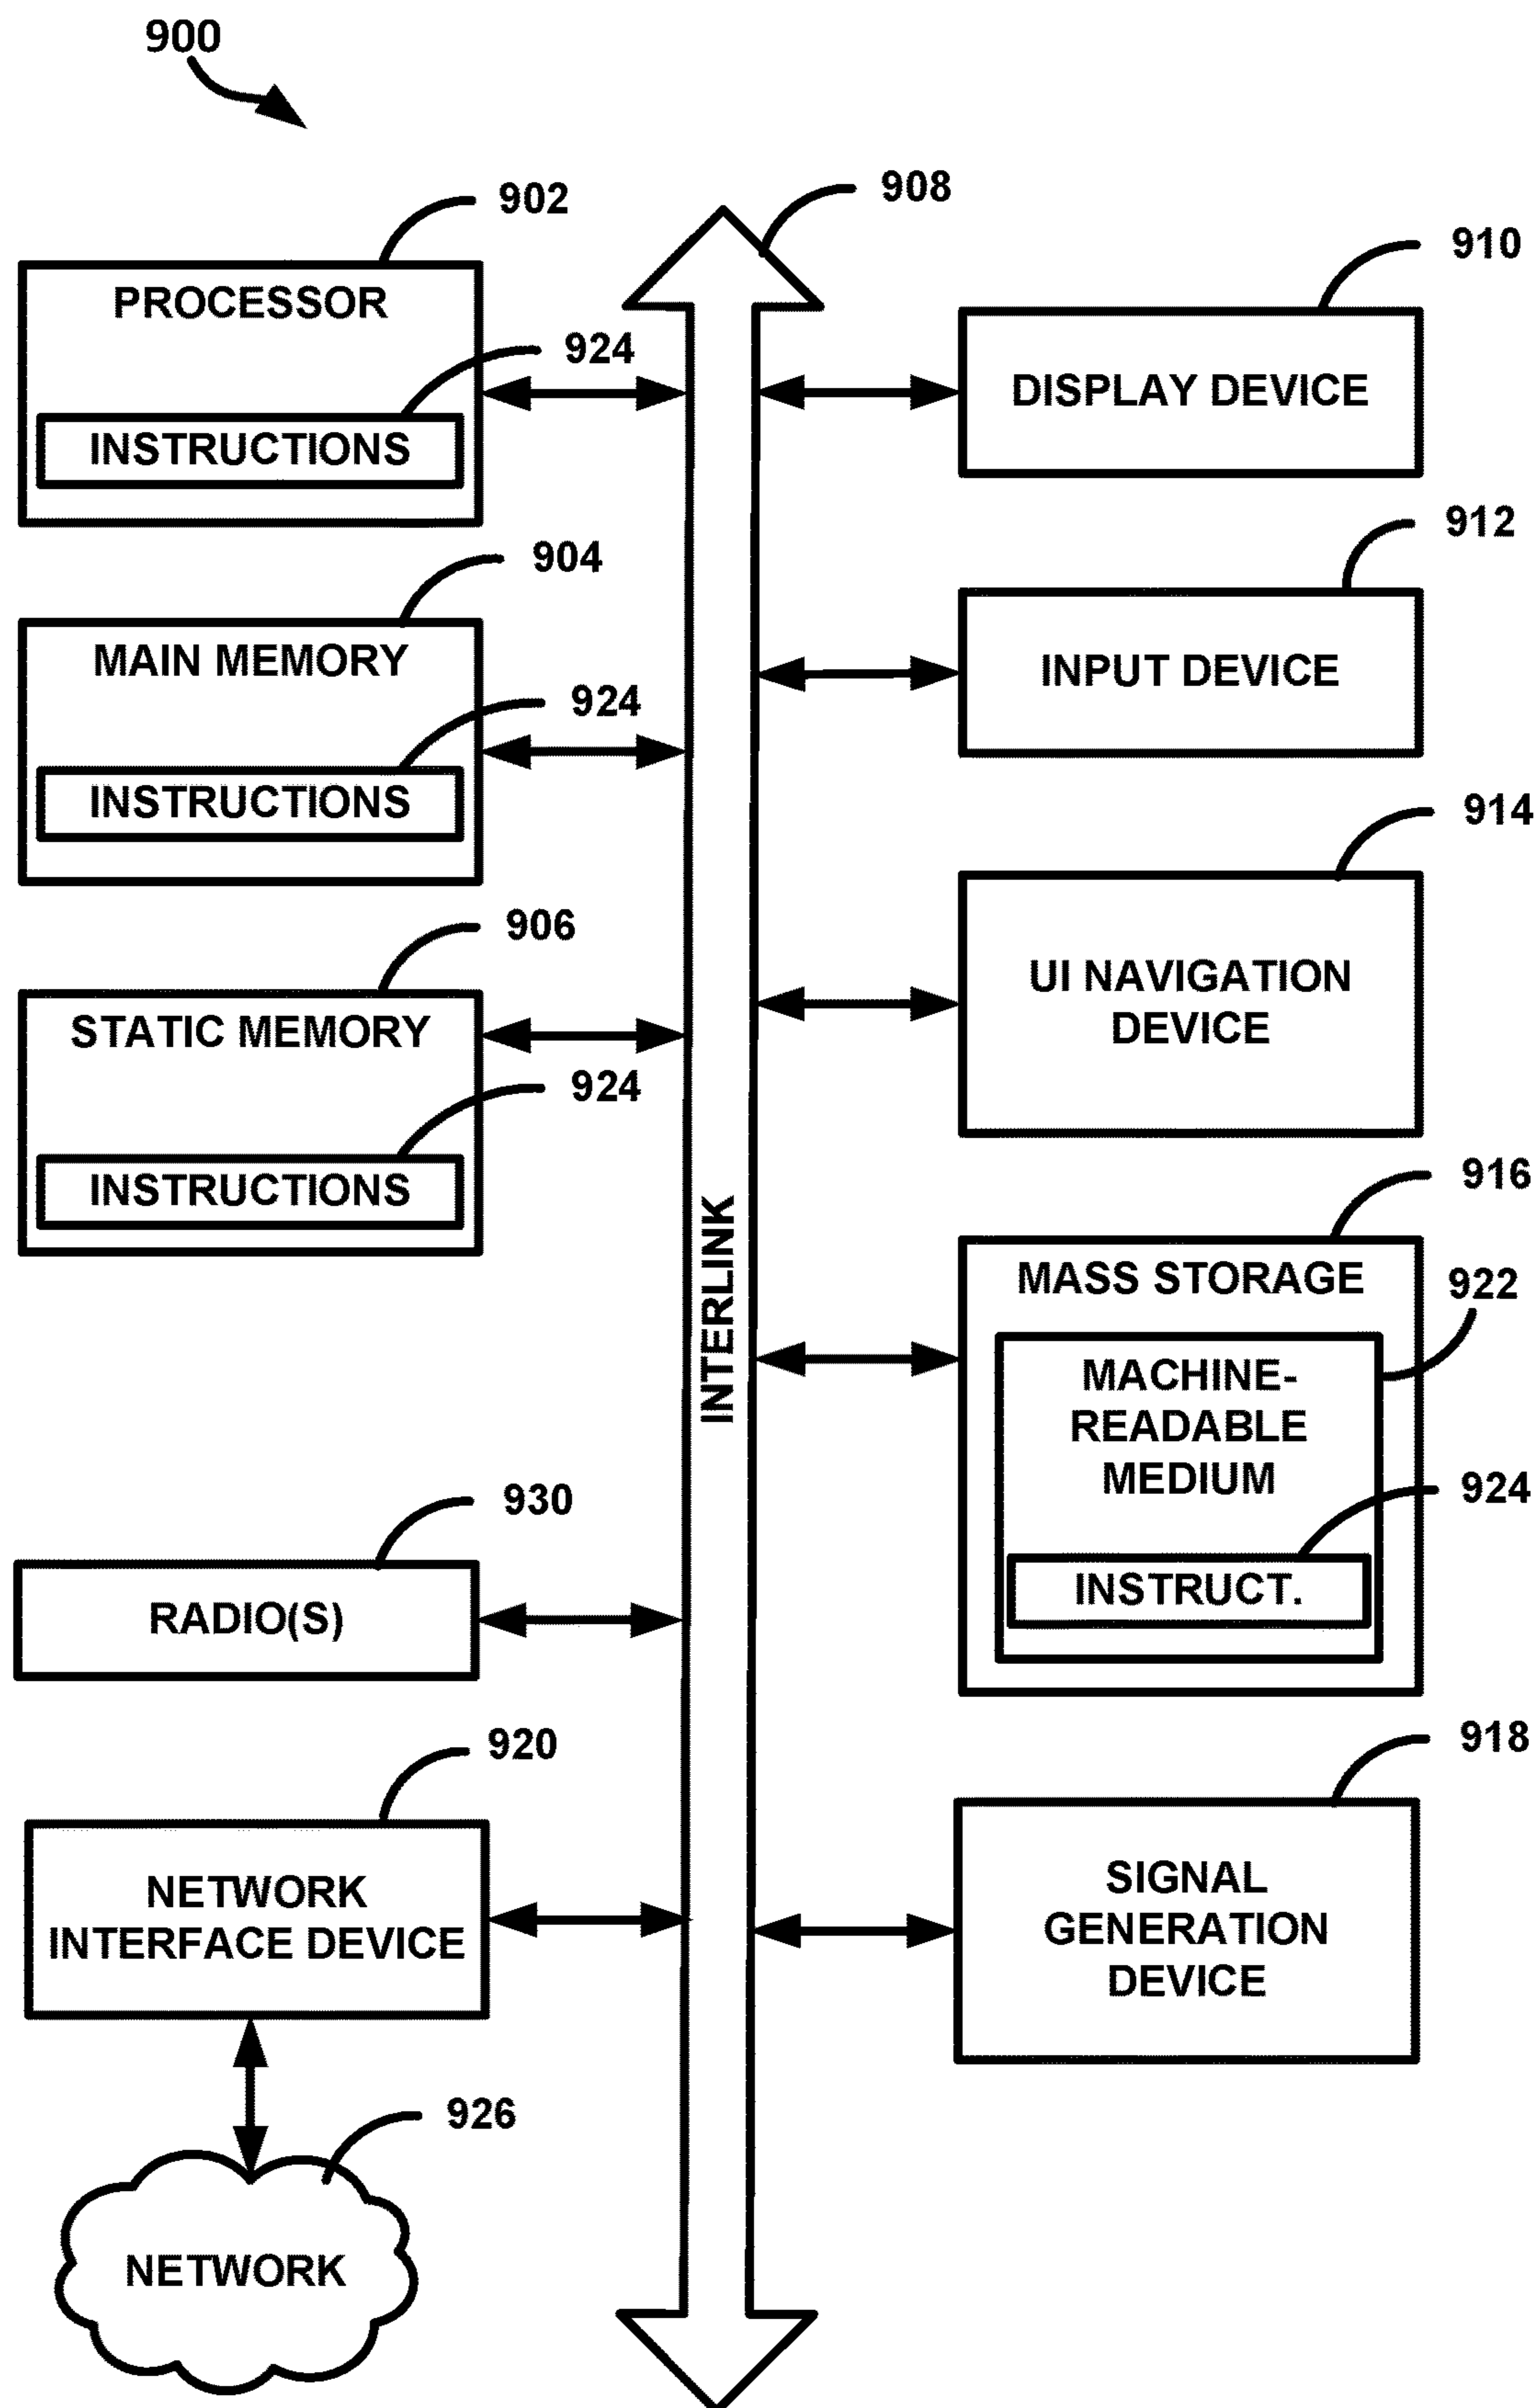 900
902
908
910
PROCESSOR
924
INSTRUCTIONS
DISPLAY DEVICE
912
904
MAIN MEMORY
924
INSTRUCTIONS
INPUT DEVICE
914
906
STATIC MEMORY
924
INSTRUCTIONS
UI NAVIGATION
DEVICE
INTERLINK
916
MASS STORAGE
922
MACHINE-
READABLE
MEDIUM
924
INSTRUCT.
930
RADIO(S)
920
NETWORK
INTERFACE DEVICE
918
SIGNAL
GENERATION
DEVICE
926
NETWORK